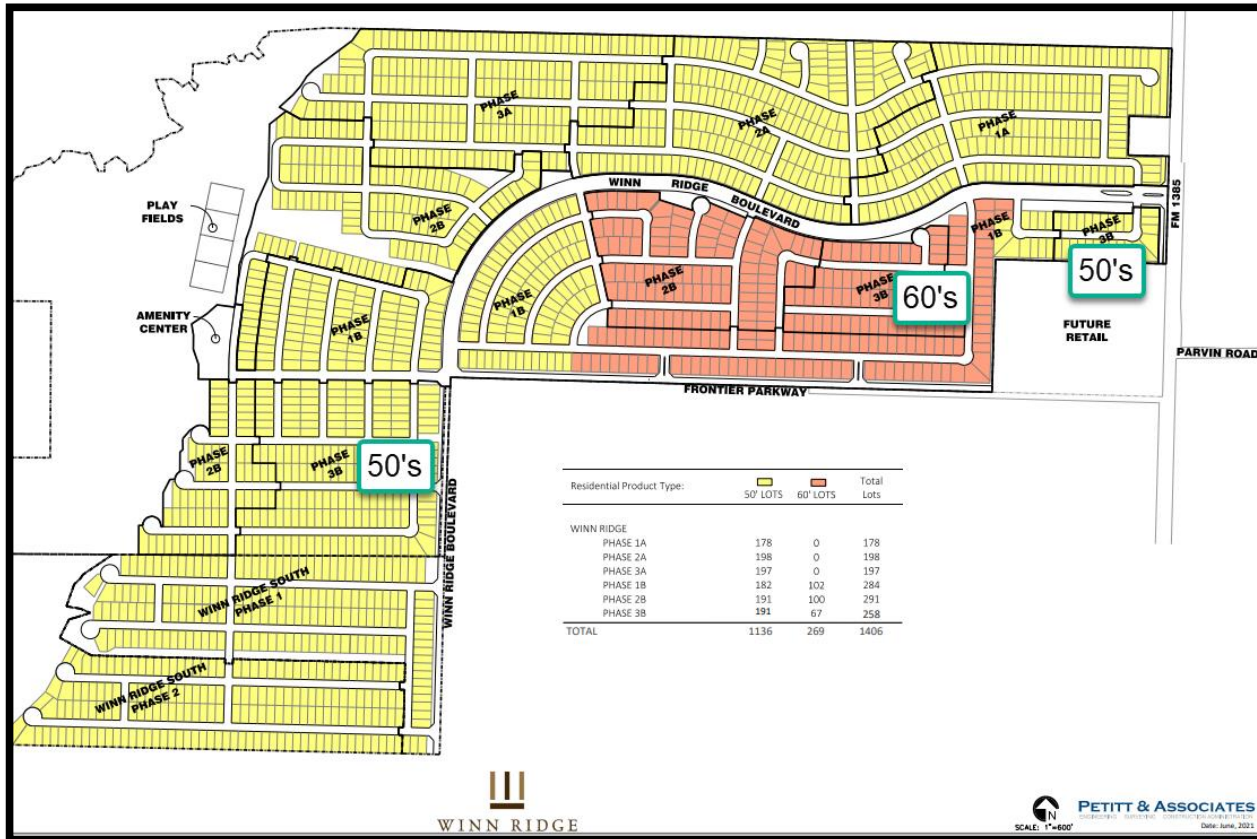 PHASE
3A
PHASE
2A
PHASE
1A
WINN RIDGE
BOULEVARD
FM 1385
PLAY
FIELDS
PHASE
2B
PHASE
1B
PHASE
3B
50's
PHASE
2B
PHASE
3B
60's
PHASE
1B
AMENITY
CENTER
PHASE
1B
FUTURE
RETAIL
PARVIN ROAD
FRONTIER PARKWAY
PHASE
2B
PHASE
3B
50's
WINN RIDGE BOULEVARD
WINN RIDGE SOUTH
PHASE 1
WINN RIDGE SOUTH
PHASE 2
Residential Product Type: 50' LOTS 60' LOTS Total Lots
WINN RIDGE
PHASE 1A 178 0 178
PHASE 2A 198 0 198
PHASE 3A 197 0 197
PHASE 1B 182 102 284
PHASE 2B 191 100 291
PHASE 3B 191 67 258
TOTAL 1136 269 1406
WINN RIDGE
N
SCALE: 1"=600'
PETITT & ASSOCIATES
ENGINEERING SURVEYING CONSTRUCTION ADMINISTRATION
Date: June, 2021